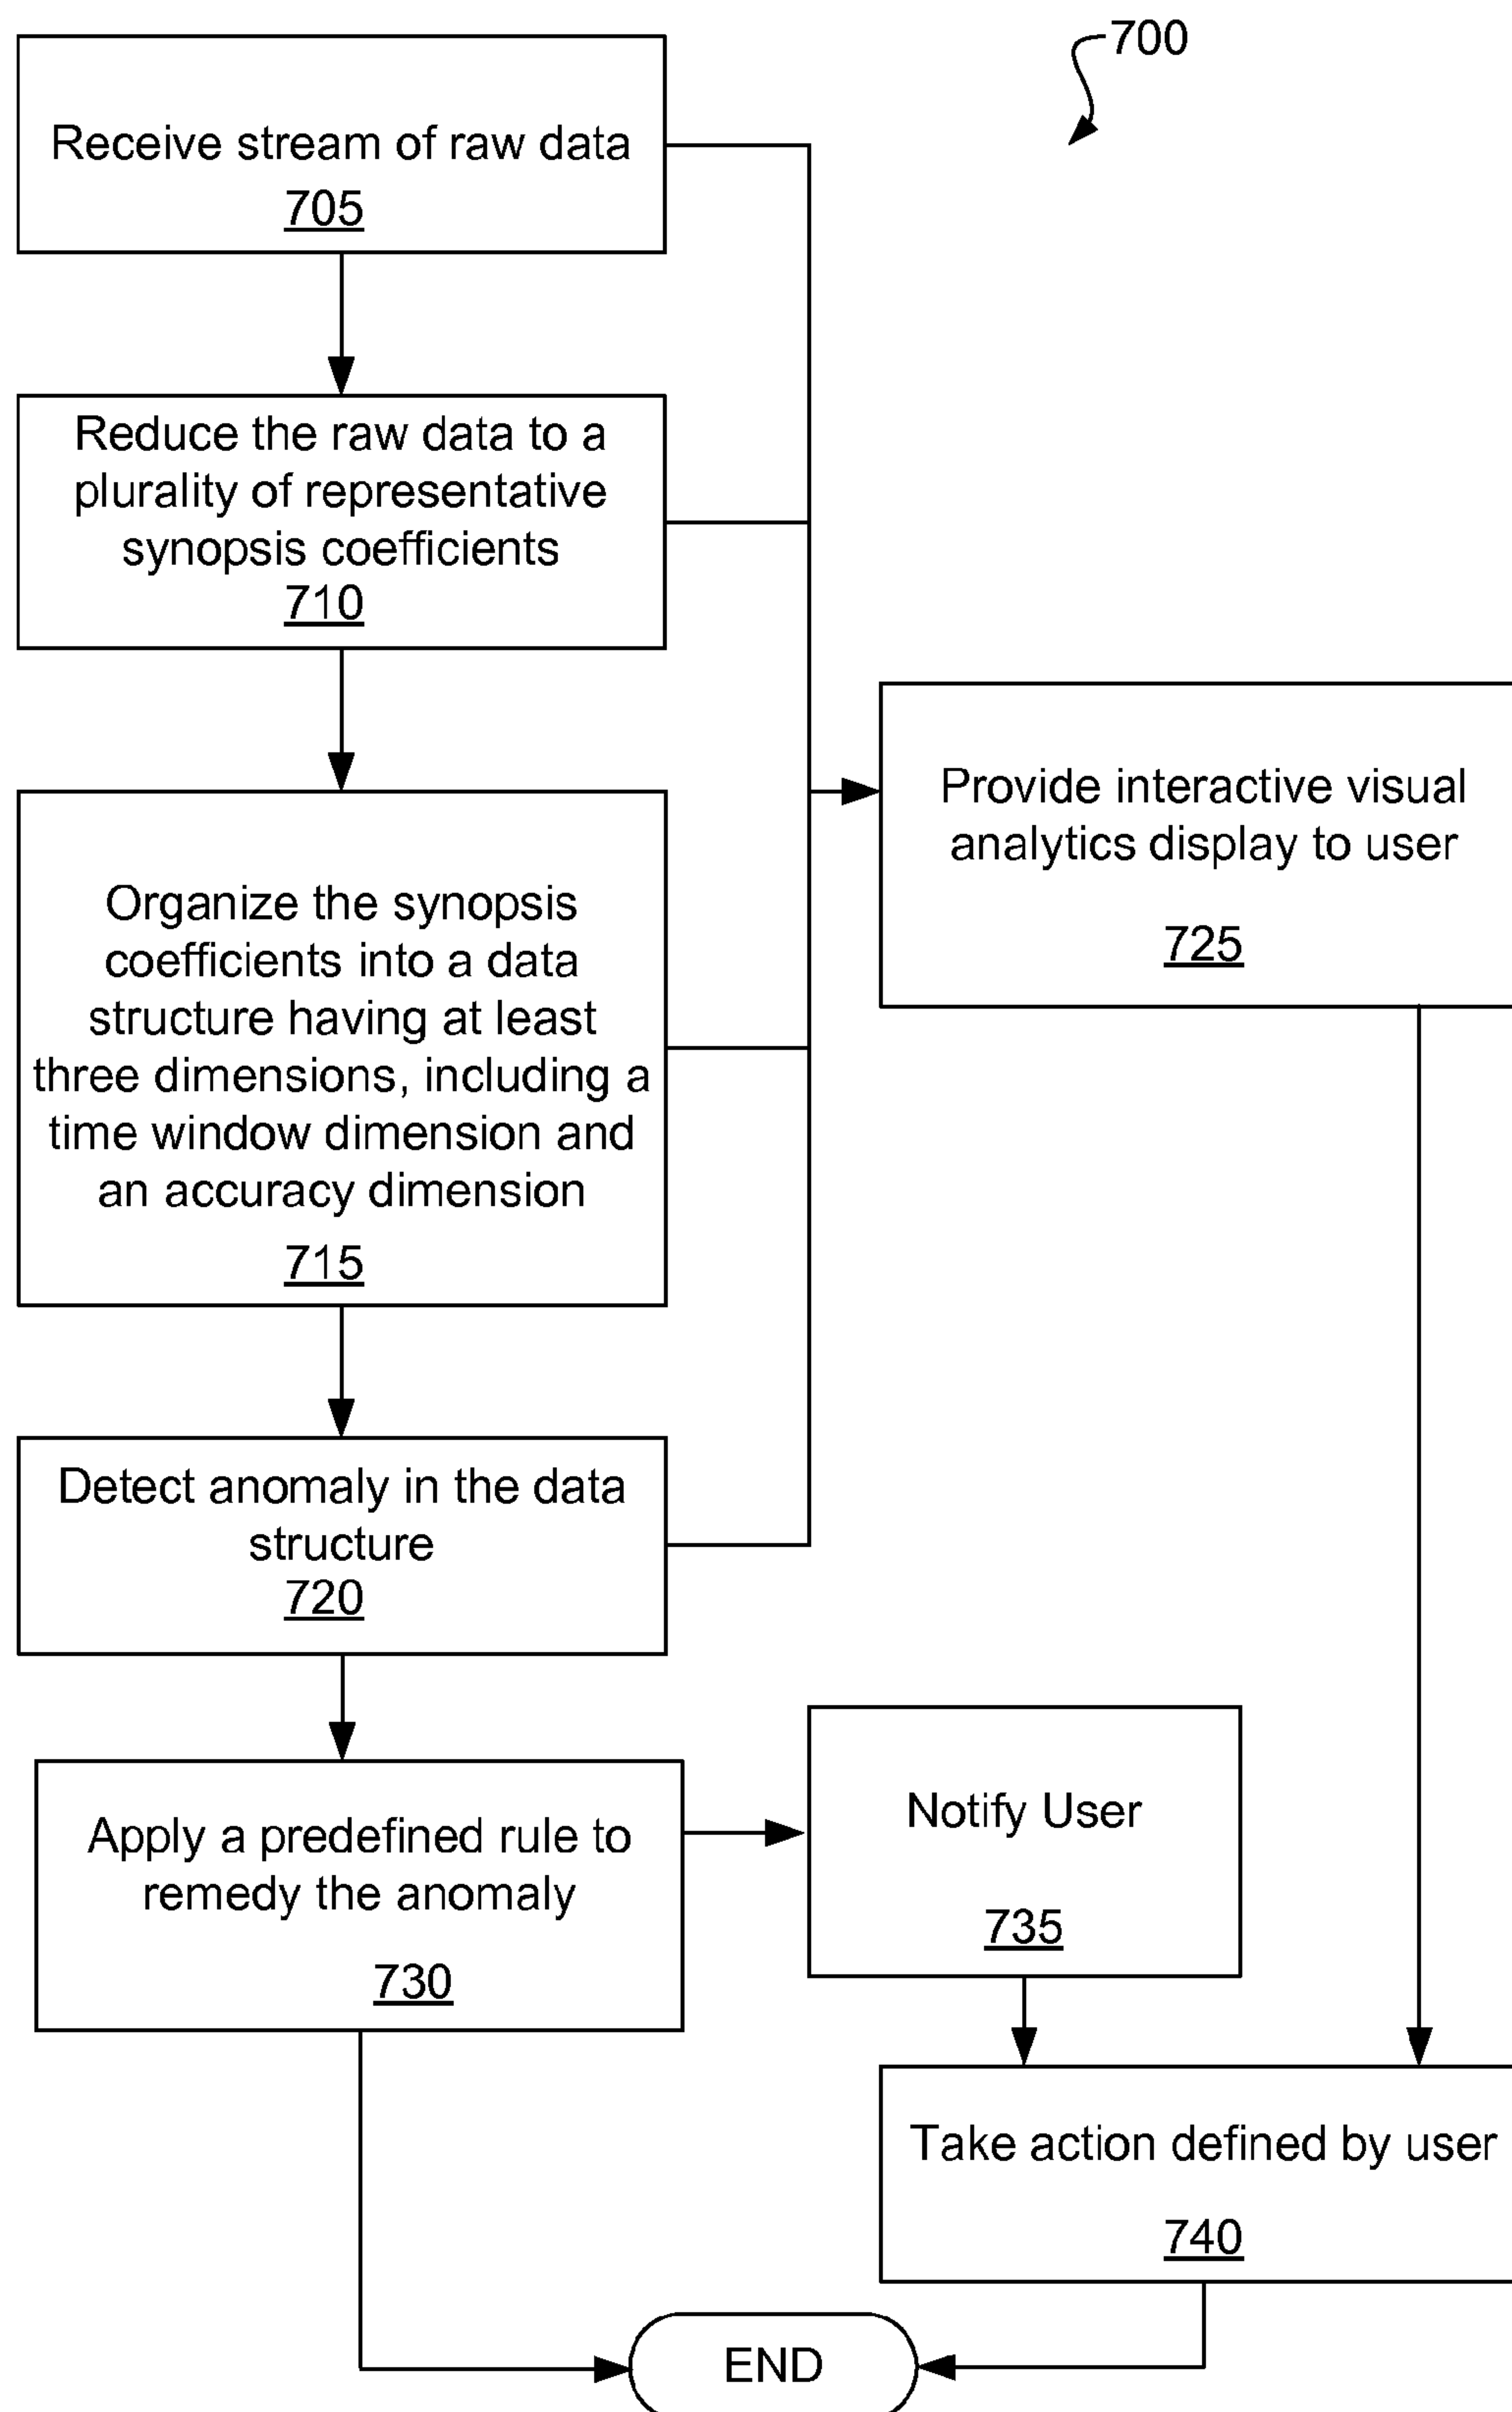 700
Receive stream of raw data
705
Reduce the raw data to a
plurality of representative
synopsis coefficients
710
Provide interactive visual
analytics display to user
725
Organize the synopsis
coefficients into a data
structure having at least
three dimensions, including a
time window dimension and
an accuracy dimension
715
Detect anomaly in the data
structure
720
Notify User
735
Apply a predefined rule to
remedy the anomaly
730
Take action defined by user
740
END